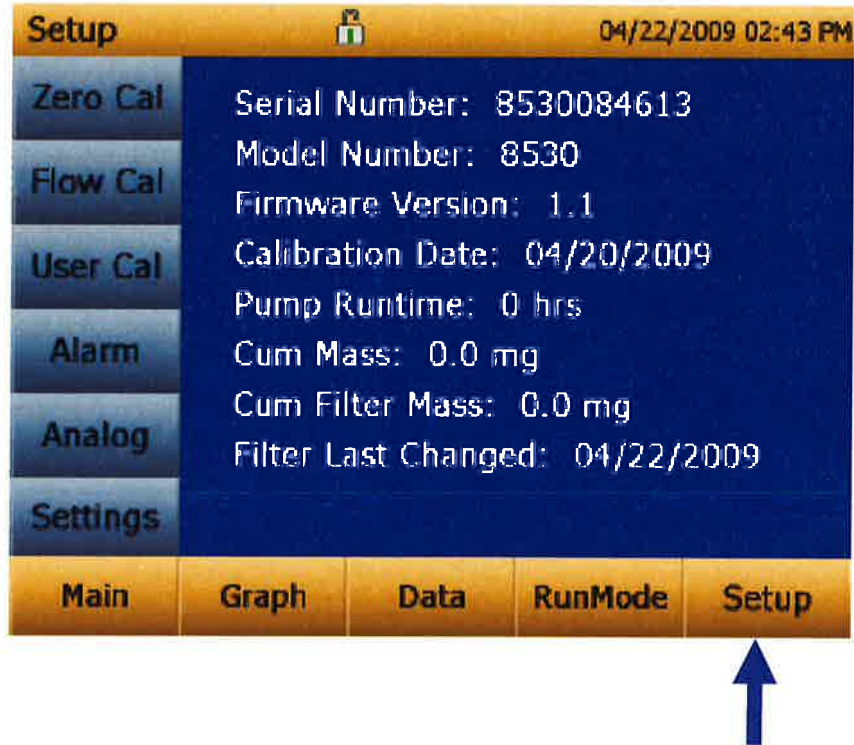 Setup 04/22/2009 02:43 PM
Zero Cal
Flow Cal
User Cal
Alarm
Analog
Settings
Serial Number: 8530084613
Model Number: 8530
Firmware Version: 1.1
Calibration Date: 04/20/2009
Pump Runtime: 0 hrs
Cum Mass: 0.0 mg
Cum Filter Mass: 0.0 mg
Filter Last Changed: 04/22/2009
Main Graph Data RunMode Setup